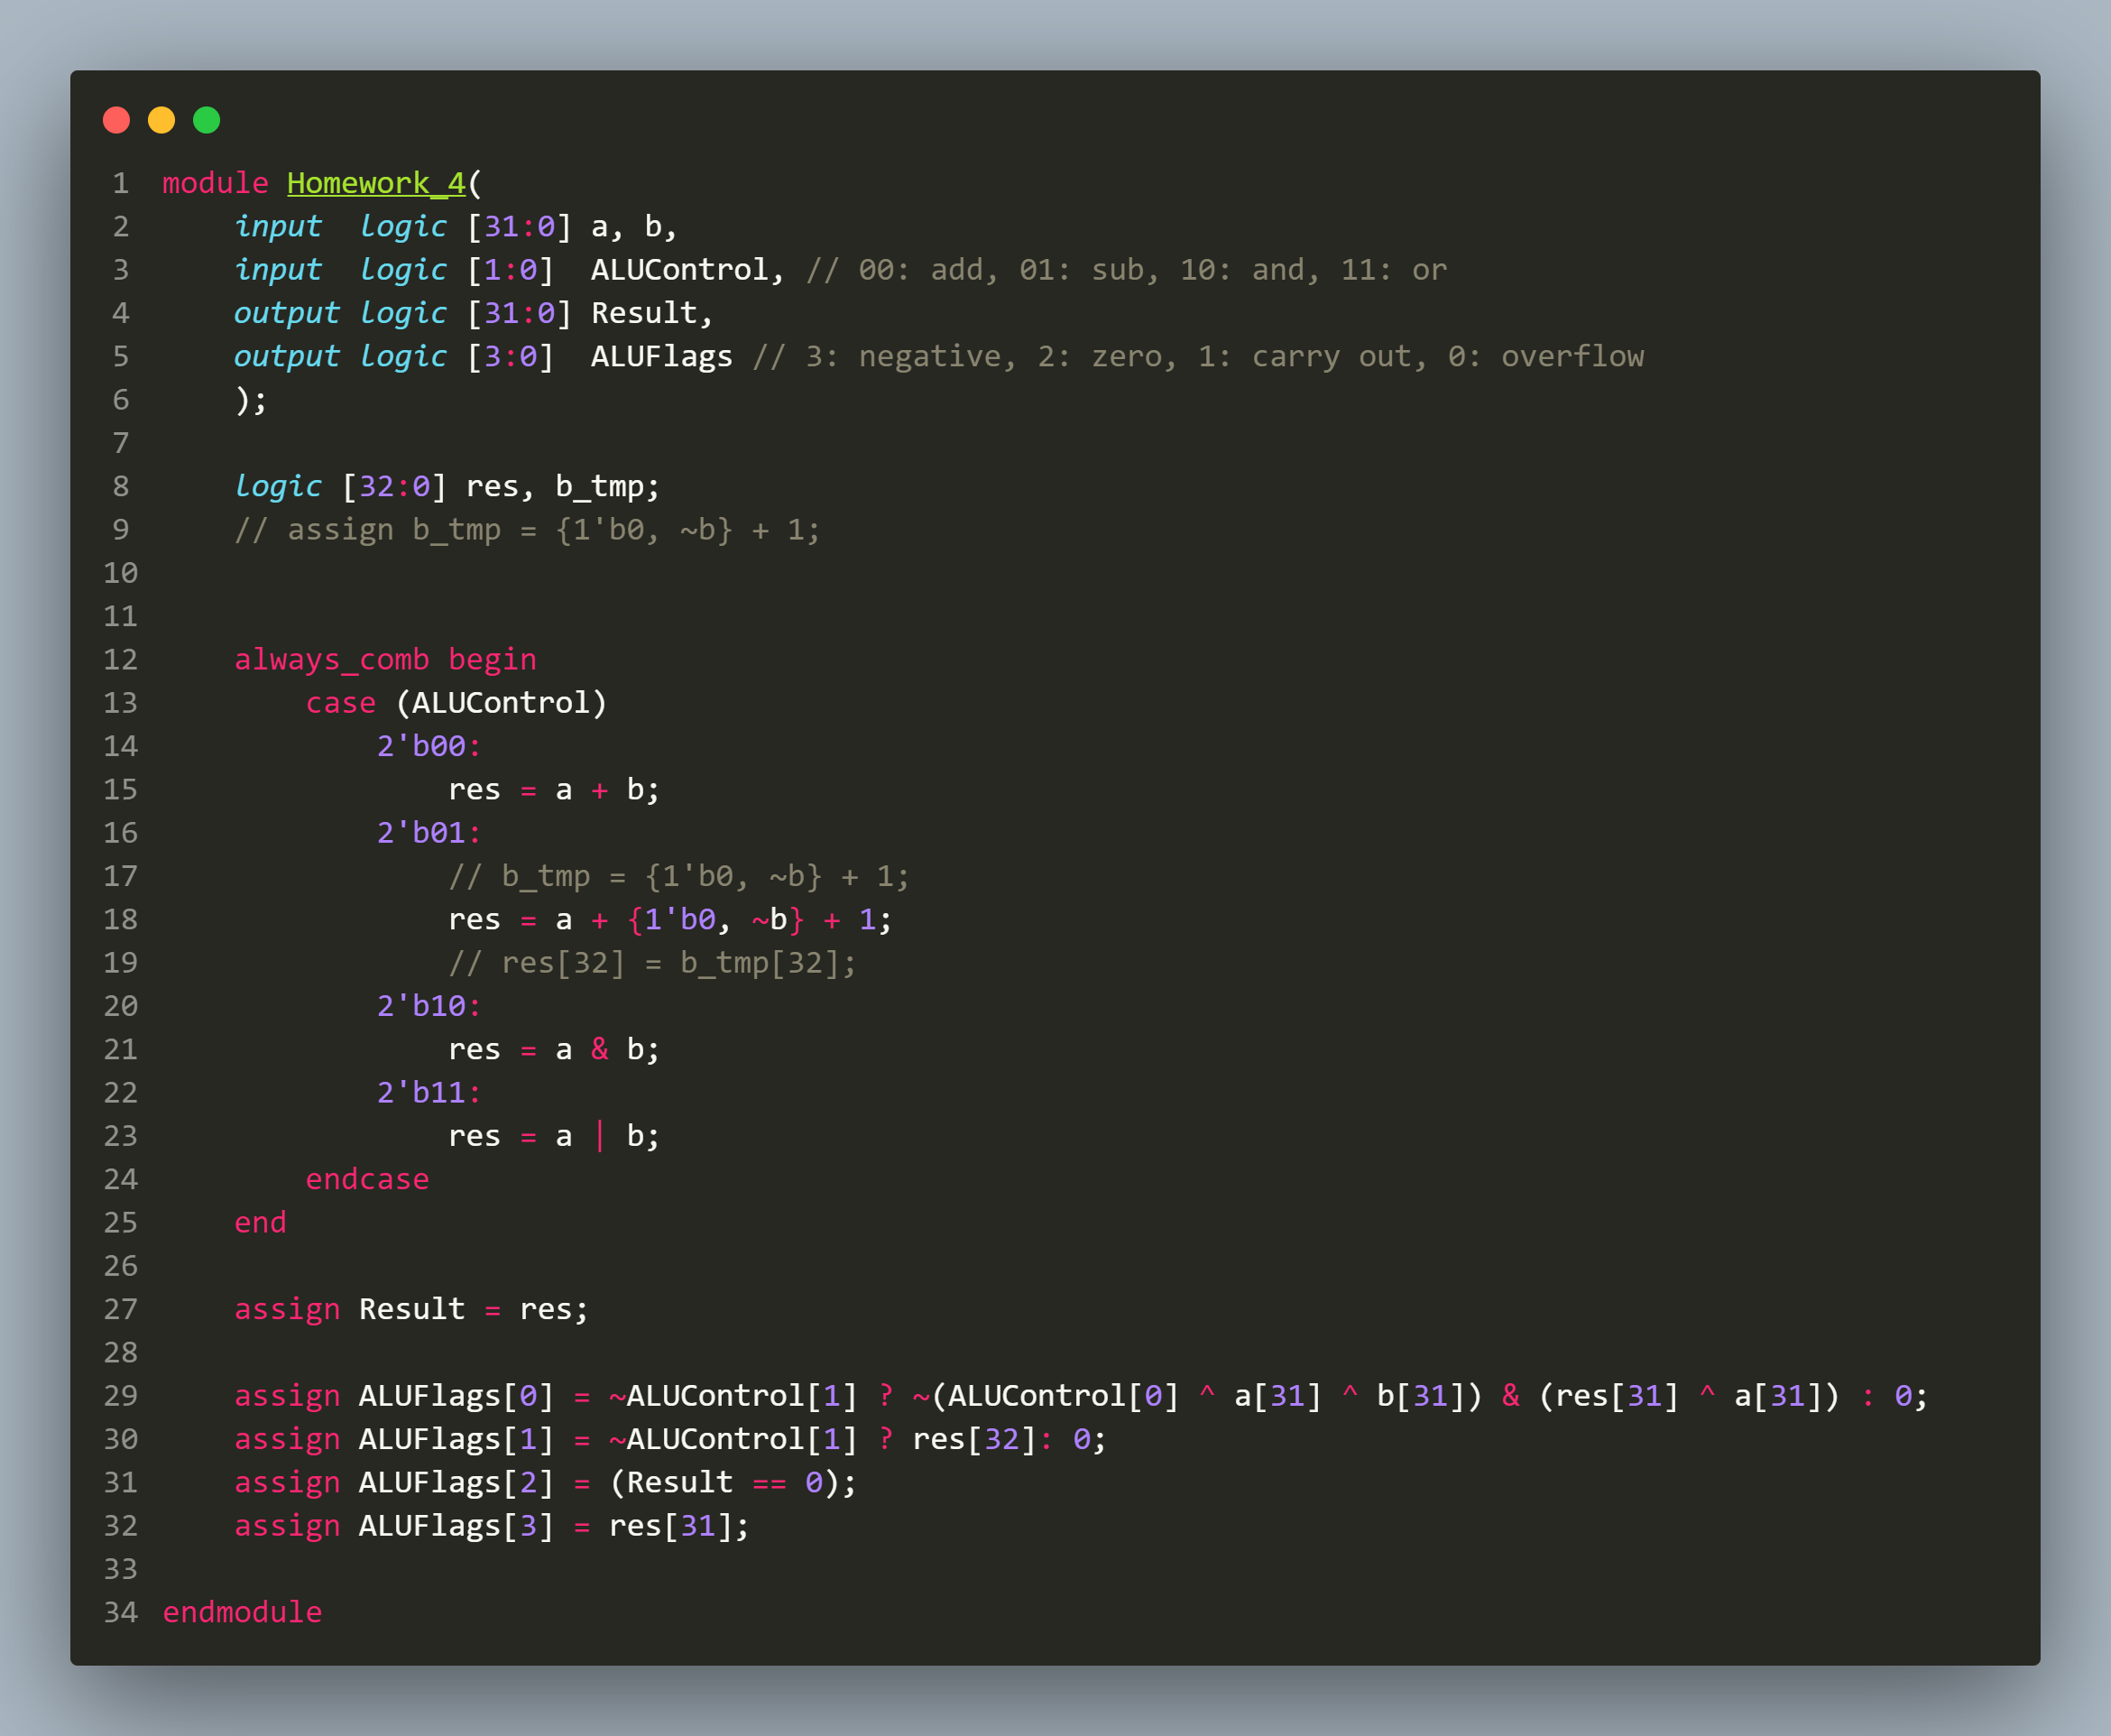 1 module Homework_4(
2     input  logic [31:0] a, b,
3     input  logic [1:0]  ALUControl, // 00: add, 01: sub, 10: and, 11: or
4     output logic [31:0] Result,
5     output logic [3:0]  ALUFlags // 3: negative, 2: zero, 1: carry out, 0: overflow
6     );
7
8     logic [32:0] res, b_tmp;
9     // assign b_tmp = {1'b0, ~b} + 1;
10
11
12     always_comb begin
13         case (ALUControl)
14             2'b00:
15                 res = a + b;
16             2'b01:
17                 // b_tmp = {1'b0, ~b} + 1;
18                 res = a + {1'b0, ~b} + 1;
19                 // res[32] = b_tmp[32];
20             2'b10:
21                 res = a & b;
22             2'b11:
23                 res = a | b;
24         endcase
25     end
26
27     assign Result = res;
28
29     assign ALUFlags[0] = ~ALUControl[1] ? ~(ALUControl[0] ^ a[31] ^ b[31]) & (res[31] ^ a[31]) : 0;
30     assign ALUFlags[1] = ~ALUControl[1] ? res[32]: 0;
31     assign ALUFlags[2] = (Result == 0);
32     assign ALUFlags[3] = res[31];
33
34 endmodule